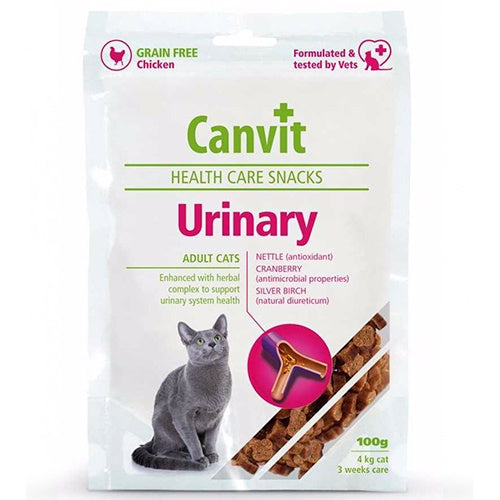 GRAIN FREE
Chicken
Formulated &
tested by Vets
Canvit
HEALTH CARE SNACKS
Urinary
ADULT CATS
Enhanced with herbal
complex to support
urinary system health
NETTLE (antioxidant)
CRANBERRY
(antimicrobial properties)
SILVER BIRCH
(natural diureticum)
100g
4 kg cat
3 weeks care